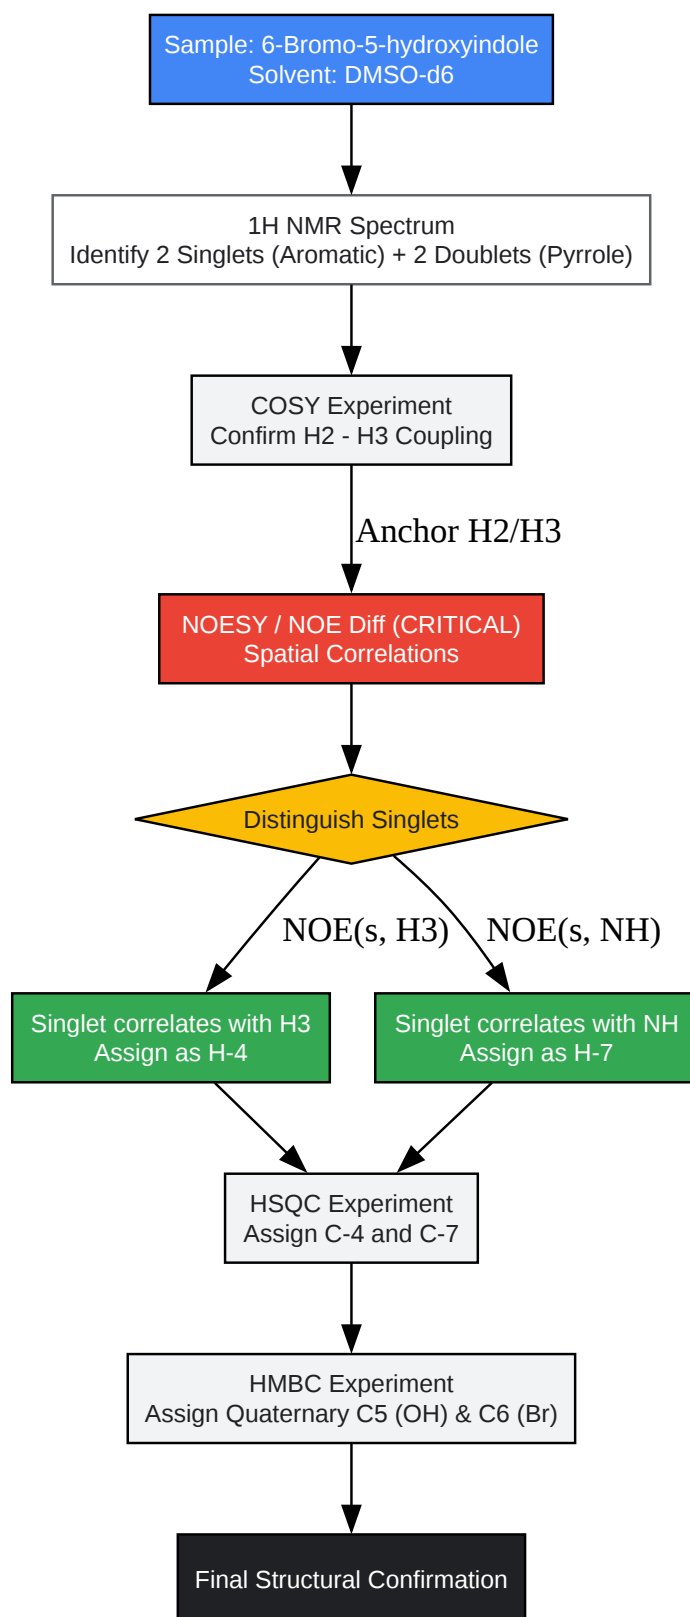 Sample: 6-Bromo-5-hydroxyindole
Solvent: DMSO-d6
1H NMR Spectrum
Identify 2 Singlets (Aromatic) + 2 Doublets (Pyrrole)
COSY Experiment
Confirm H2 - H3 Coupling
Anchor H2/H3
NOESY / NOE Diff (CRITICAL)
Spatial Correlations
Distinguish Singlets
NOE(s, H3)
NOE(s, NH)
Singlet correlates with H3
Assign as H-4
Singlet correlates with NH
Assign as H-7
HSQC Experiment
Assign C-4 and C-7
HMBC Experiment
Assign Quaternary C5 (OH) & C6 (Br)
Final Structural Confirmation